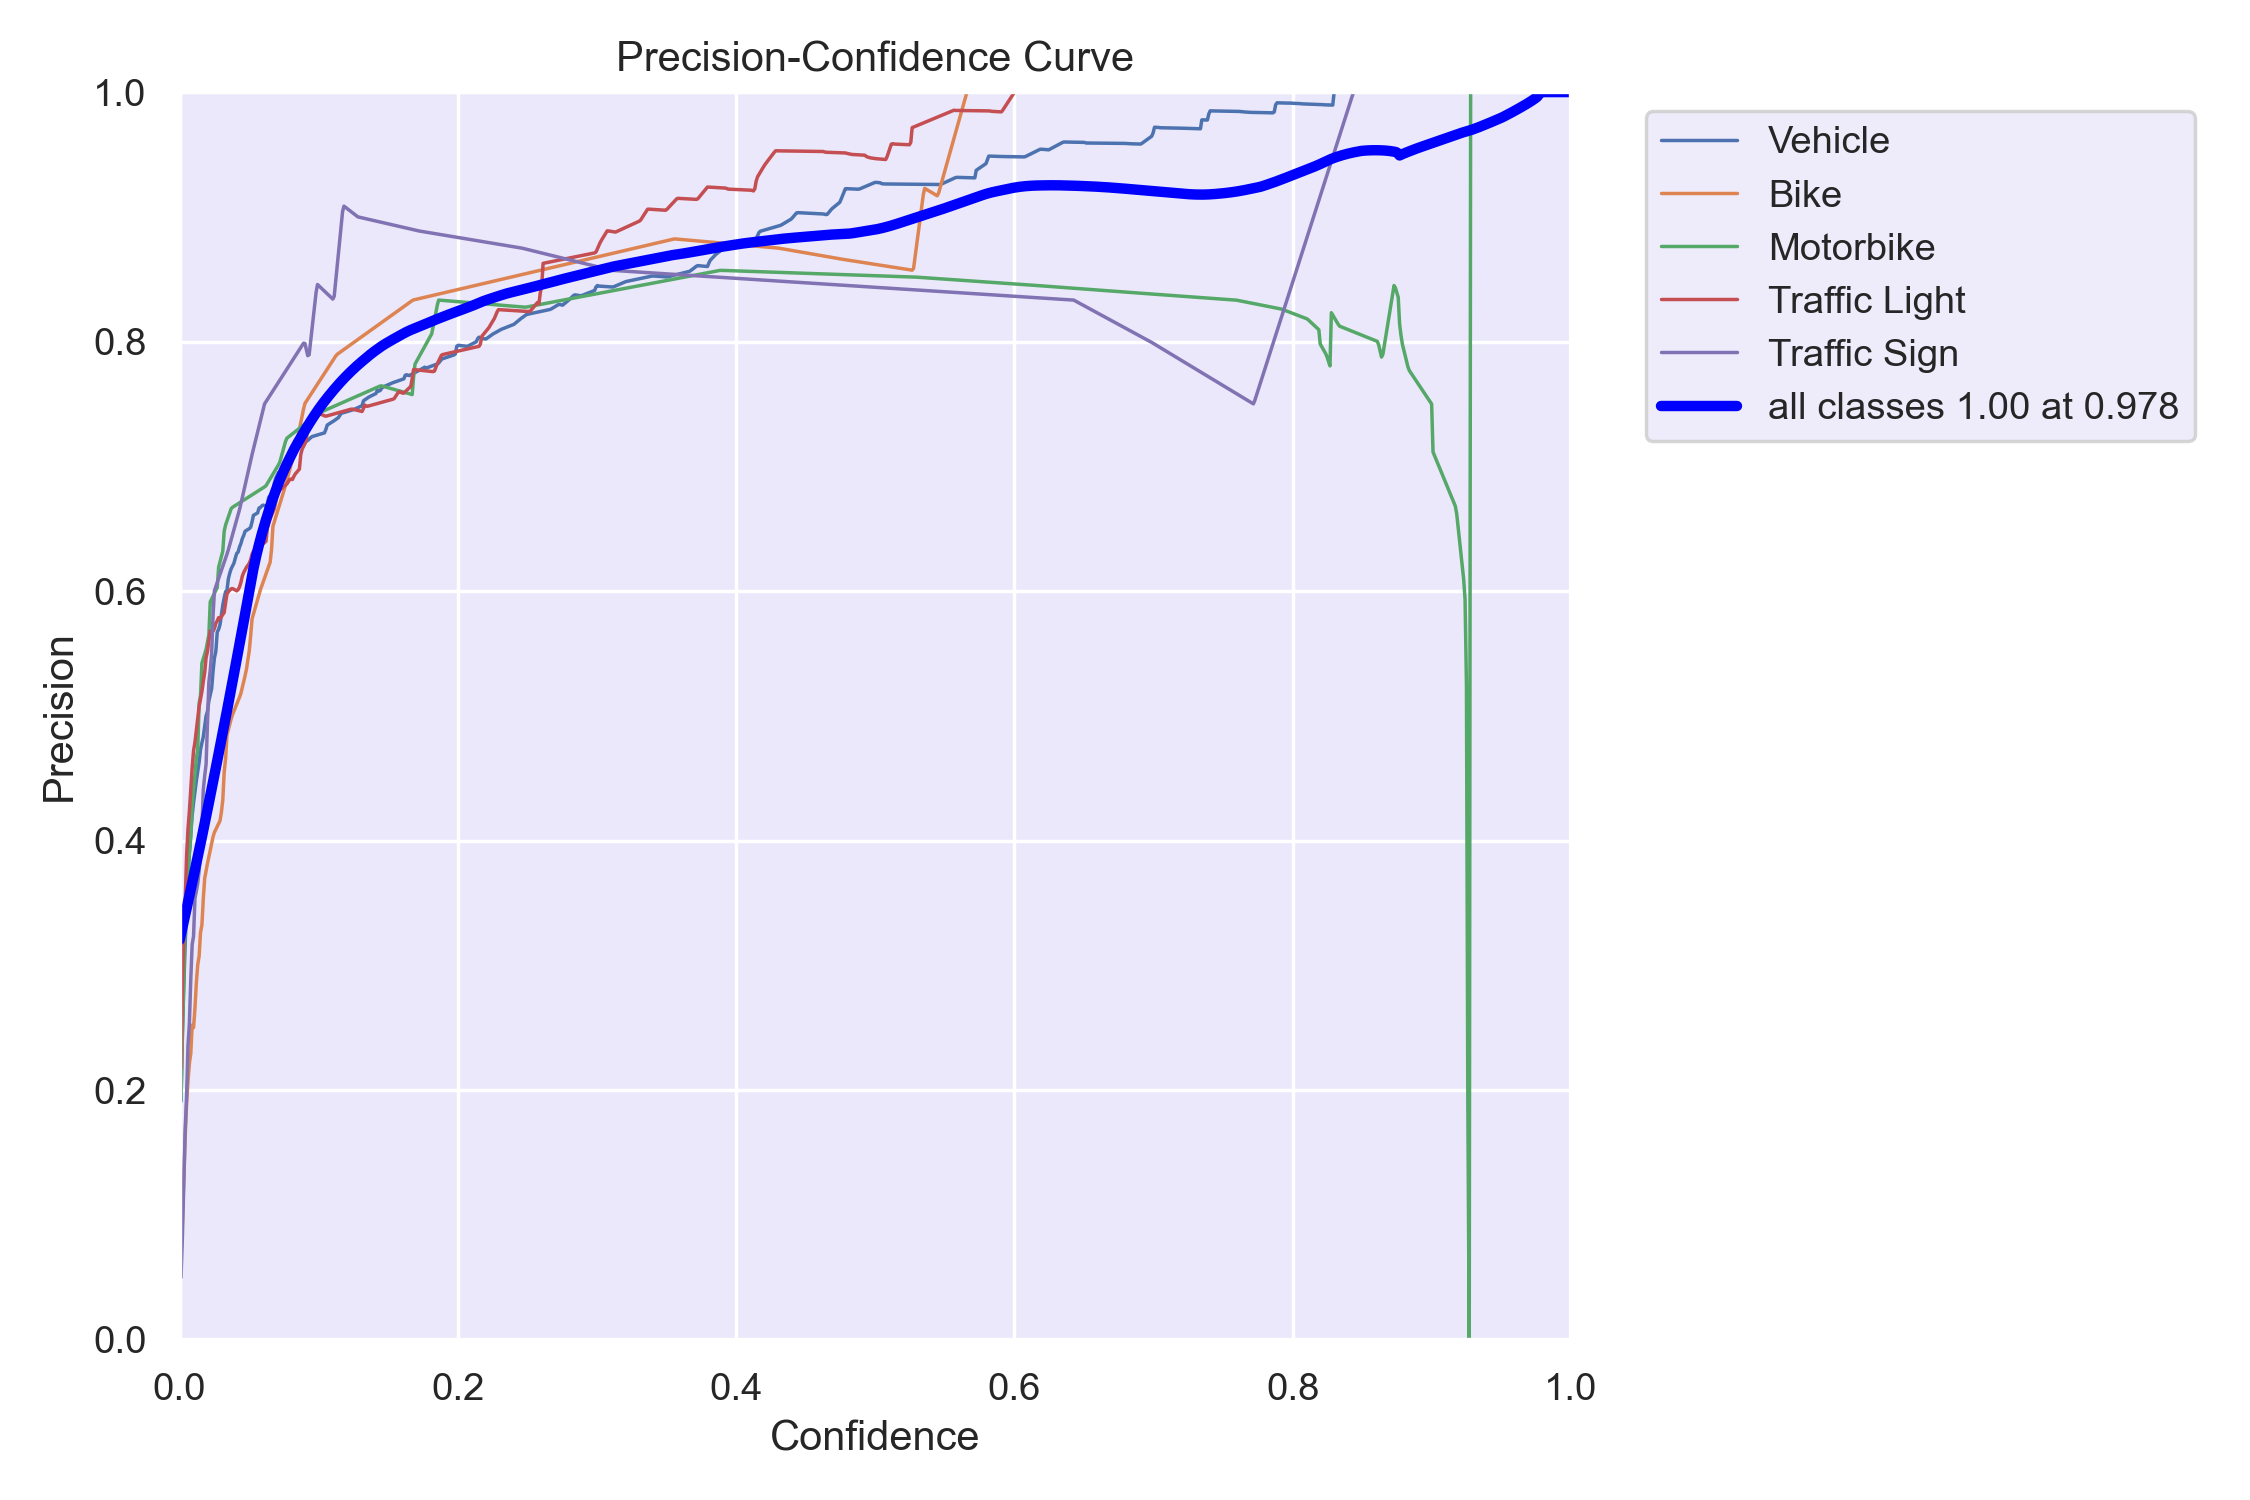 Precision-Confidence Curve
1.0
0.8
0.6
0.4
0.2
0.0
Precision
0.0 0.2 0.4 0.6 0.8 1.0
Confidence
Vehicle
Bike
Motorbike
Traffic Light
Traffic Sign
all classes 1.00 at 0.978